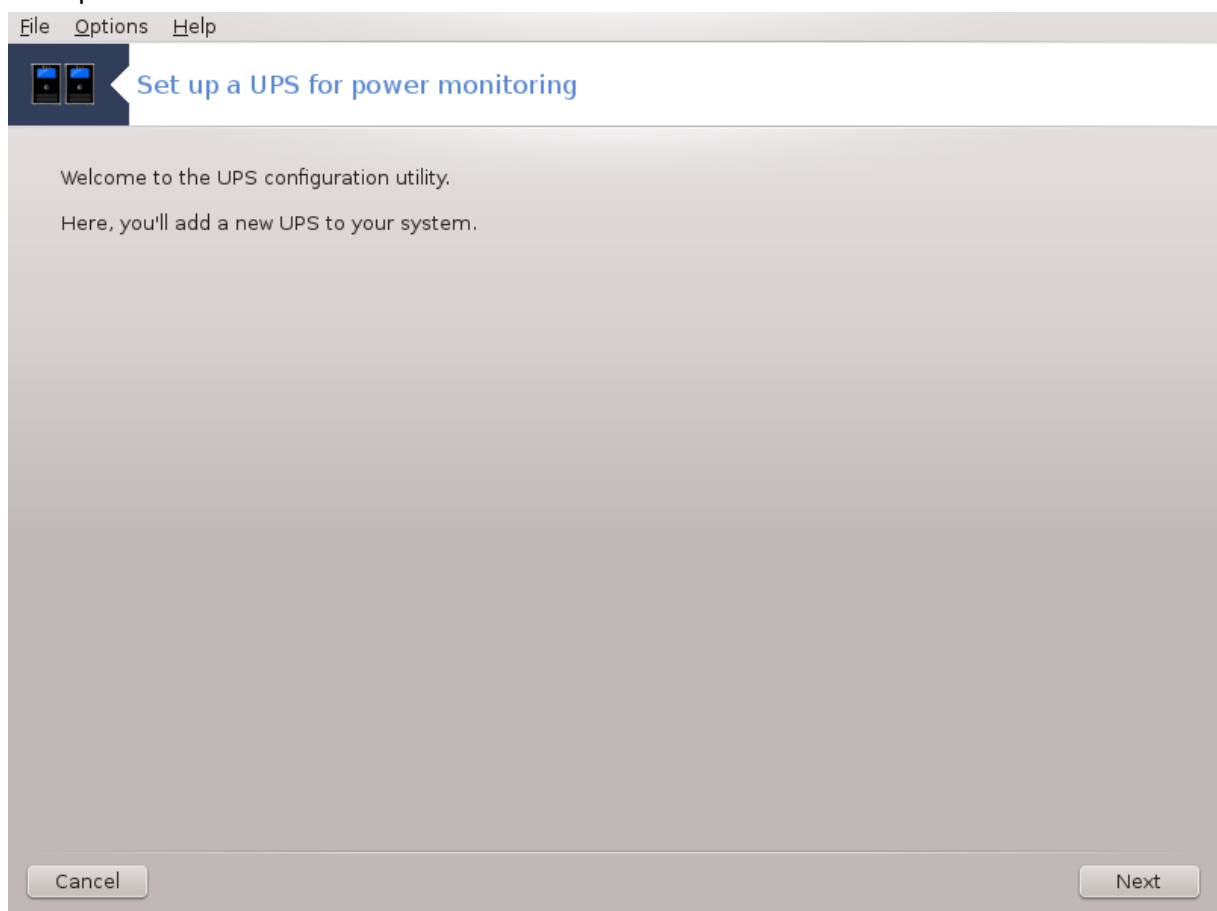 File Options Help
Set up a UPS for power monitoring
Welcome to the UPS configuration utility.
Here, you'll add a new UPS to your system.
Cancel Next